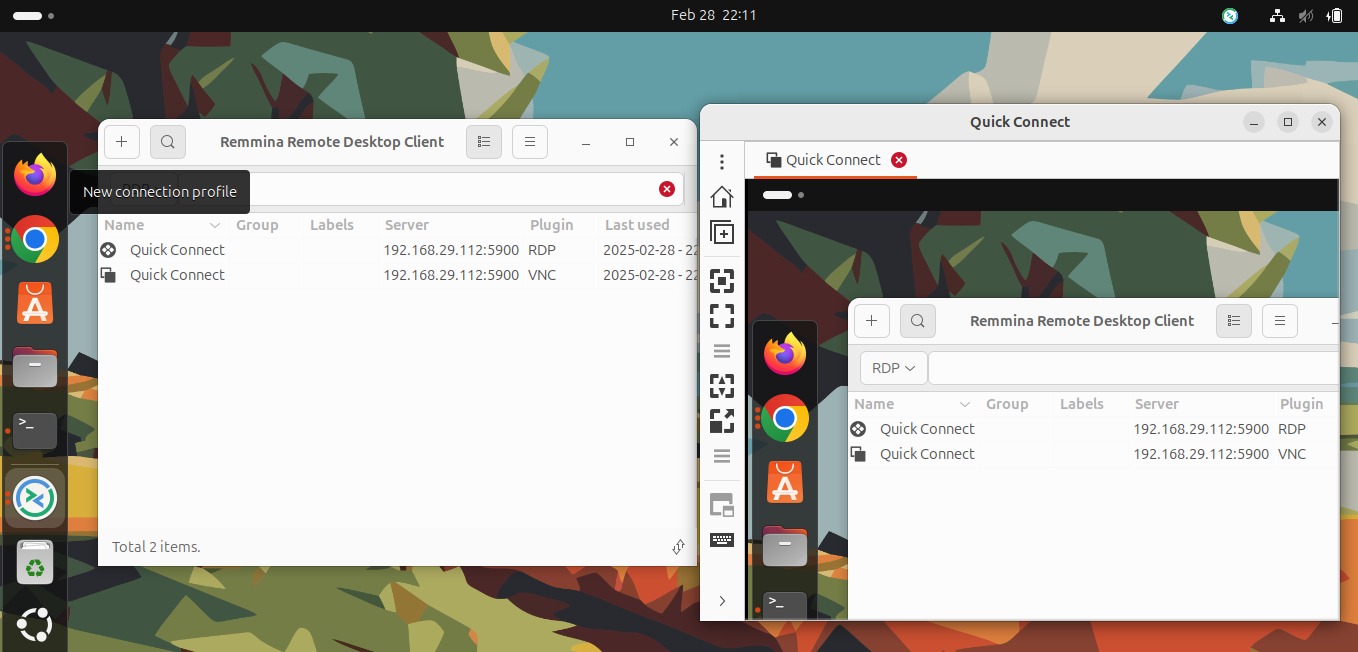 Feb 28 22:11
Remmina Remote Desktop Client
New connection profile
Name Group Labels Server Plugin Last used
Quick Connect 192.168.29.112:5900 RDP 2025-02-28 - 22
Quick Connect 192.168.29.112:5900 VNC 2025-02-28 - 22
Total 2 items.
Quick Connect
Quick Connect
Remmina Remote Desktop Client
RDP
Name Group Labels Server Plugin
Quick Connect 192.168.29.112:5900 RDP
Quick Connect 192.168.29.112:5900 VNC